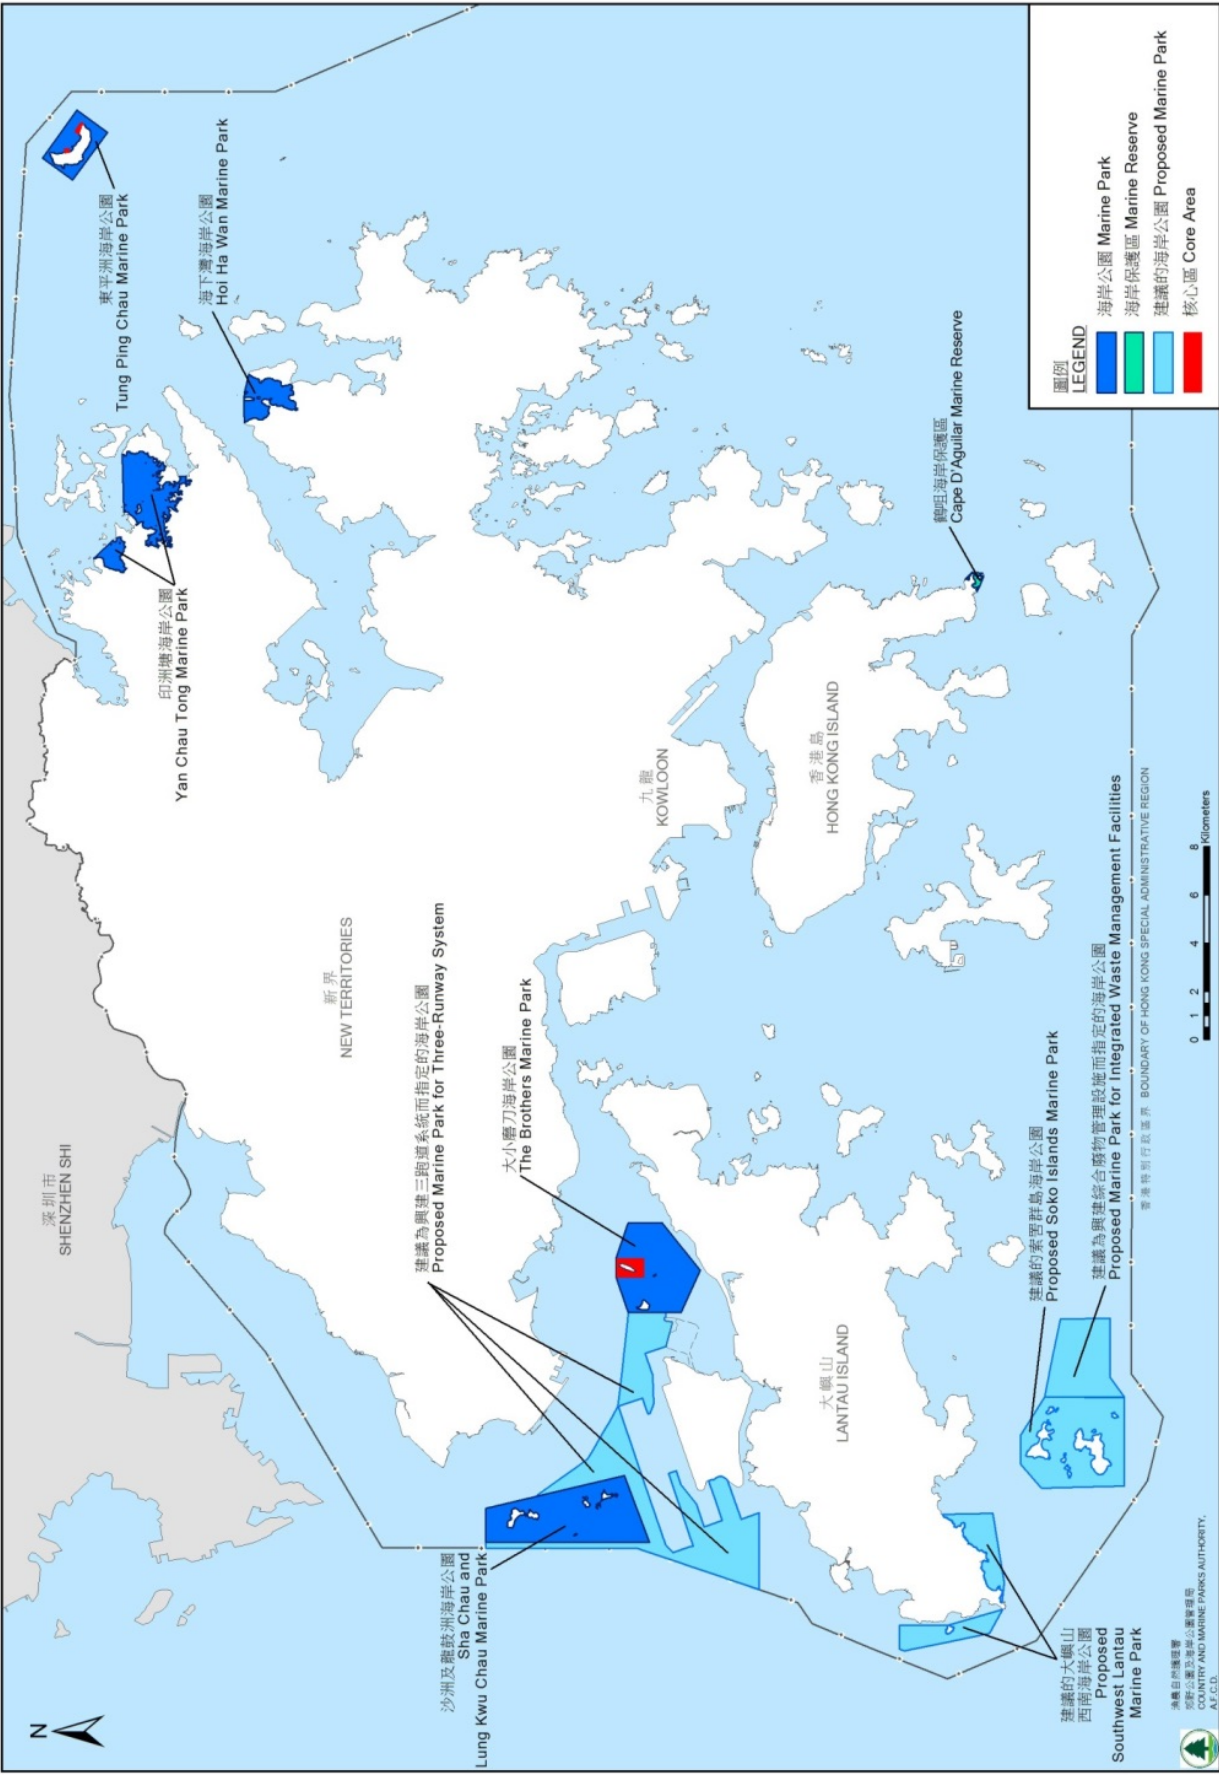 N
深圳市
SHENZHEN SHI
東平洲海岸公園
Tung Ping Chau Marine Park
印洲塘海岸公園
Yan Chau Tong Marine Park
海下灣海岸公園
Hoi Ha Wan Marine Park
新界
NEW TERRITORIES
沙洲及龍鼓洲海岸公園
Sha Chau and
Lung Kwu Chau Marine Park
建議為興建三跑道系統而指定的海岸公園
Proposed Marine Park for Three-Runway System
大小磨刀海岸公園
The Brothers Marine Park
九龍
KOWLOON
香港島
HONG KONG ISLAND
大嶼山
LANTAU ISLAND
鶴咀海岸保護區
Cape D'Aguilar Marine Reserve
建議的大嶼山
西南海岸公園
Proposed
Southwest Lantau
Marine Park
建議的索罟群島海岸公園
Proposed Soko Islands Marine Park
建議為興建綜合廢物管理設施而指定的海岸公園
Proposed Marine Park for Integrated Waste Management Facilities
香港特別行政區界 BOUNDARY OF HONG KONG SPECIAL ADMINISTRATIVE REGION
圖例
LEGEND
海岸公園 Marine Park
海岸保護區 Marine Reserve
建議的海岸公園 Proposed Marine Park
核心區 Core Area
漁農自然護理署
郊野公園及海岸公園管理局
COUNTRY AND MARINE PARKS AUTHORITY,
A.F.C.D.
0 1 2 4 6 8
Kilometers